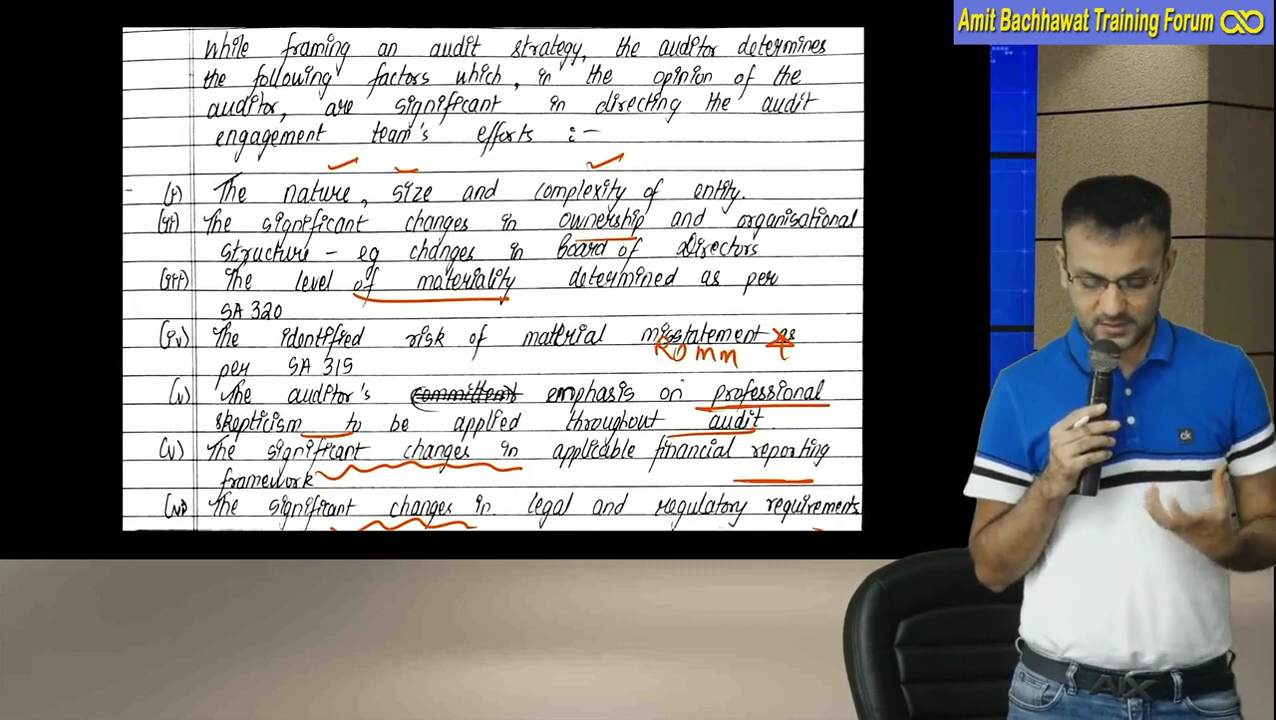 Amit Bachhawat Training Forum
While framing an audit strategy, the auditor determines
the following factors which, in the opinion of the
auditor, are significant in directing the audit
engagement team's efforts :-
(i) The nature, size and complexity of entity.
(ii) The significant changes in ownership and organisational
structure - eg changes in board of Directors
(iii) The level of materiality determined as per
SA 320
(iv) The identified risk of material misstatement as
ROMM
per SA 315
(v) The auditor's committent emphasis on professional
skepticism to be applied throughout audit.
(v) The significant changes in applicable financial reporting
framework
(vi) The significant changes in legal and regulatory requirements
ck
AIX